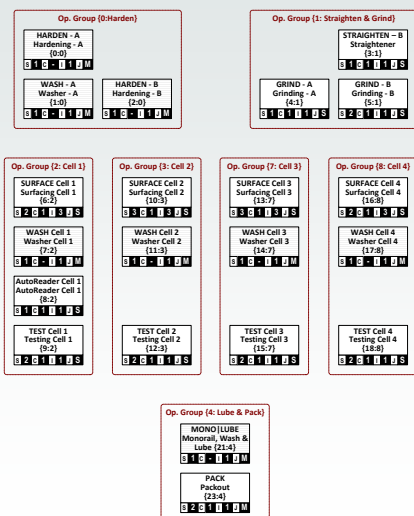 Op. Group {0:Harden}
HARDEN - A
Hardening - A
{0:0}
S 1 C - I 1 J M
WASH - A
Washer - A
{1:0}
S 1 C - I 1 J M
HARDEN - B
Hardening - B
{2:0}
S 1 C - I 1 J M
Op. Group {1: Straighten & Grind}
STRAIGHTEN – B
Straightener
{3:1}
S 1 C 1 I 1 J S
GRIND - A
Grinding - A
{4:1}
S 1 C 1 I 1 J S
GRIND - B
Grinding - B
{5:1}
S 2 C 1 I 1 J S
Op. Group {2: Cell 1}
SURFACE Cell 1
Surfacing Cell 1
{6:2}
S 2 C 1 I 3 J S
WASH Cell 1
Washer Cell 1
{7:2}
S 1 C - I 1 J M
AutoReader Cell 1
AutoReader Cell 1
{8:2}
S 1 C 1 I 1 J S
TEST Cell 1
Testing Cell 1
{9:2}
S 2 C 1 I 1 J S
Op. Group {3: Cell 2}
SURFACE Cell 2
Surfacing Cell 2
{10:3}
S 3 C 1 I 3 J S
WASH Cell 2
Washer Cell 2
{11:3}
S 1 C - I 1 J M
TEST Cell 2
Testing Cell 2
{12:3}
S 2 C 1 I 1 J S
Op. Group {7: Cell 3}
SURFACE Cell 3
Surfacing Cell 3
{13:7}
S 3 C 1 I 3 J S
WASH Cell 3
Washer Cell 3
{14:7}
S 1 C - I 1 J M
TEST Cell 3
Testing Cell 3
{15:7}
S 2 C 1 I 1 J S
Op. Group {8: Cell 4}
SURFACE Cell 4
Surfacing Cell 4
{16:8}
S 2 C 1 I 3 J S
WASH Cell 4
Washer Cell 4
{17:8}
S 1 C - I 1 J M
TEST Cell 4
Testing Cell 4
{18:8}
S 2 C 1 I 1 J S
Op. Group {4: Lube & Pack}
MONO|LUBE
Monorail, Wash &
Lube {21:4}
S 1 C - I 1 J M
PACK
Packout
{23:4}
S 2 C 1 I 1 J M